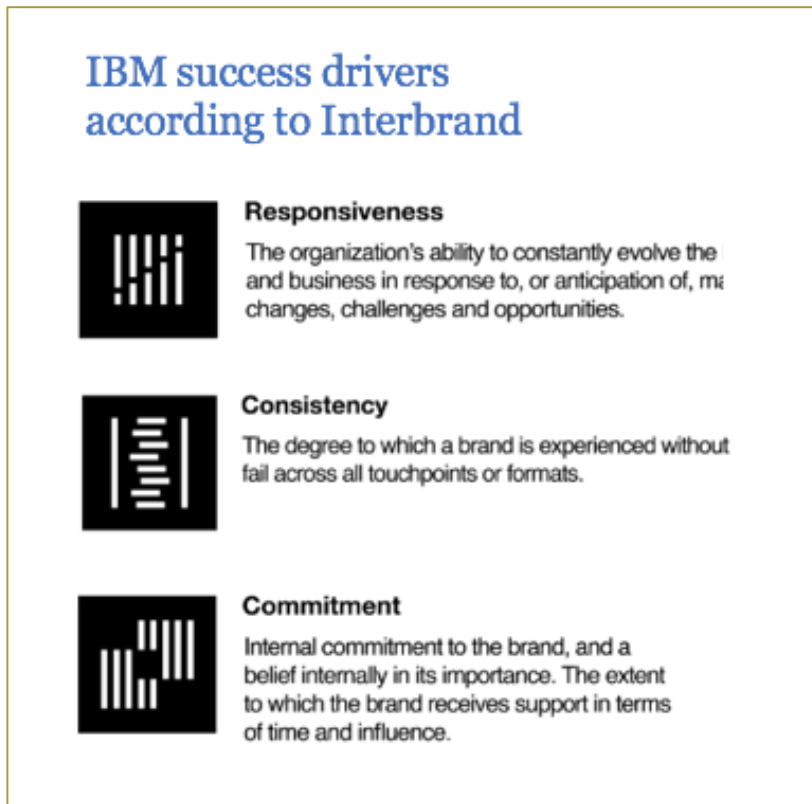 IBM success drivers
according to Interbrand
Responsiveness
The organization's ability to constantly evolve the
and business in response to, or anticipation of,
changes, challenges and opportunities.
Consistency
The degree to which a brand is experienced without
fail across all touchpoints or formats.
Commitment
Internal commitment to the brand, and a
belief internally in its importance. The extent
to which the brand receives support in terms
of time and influence.